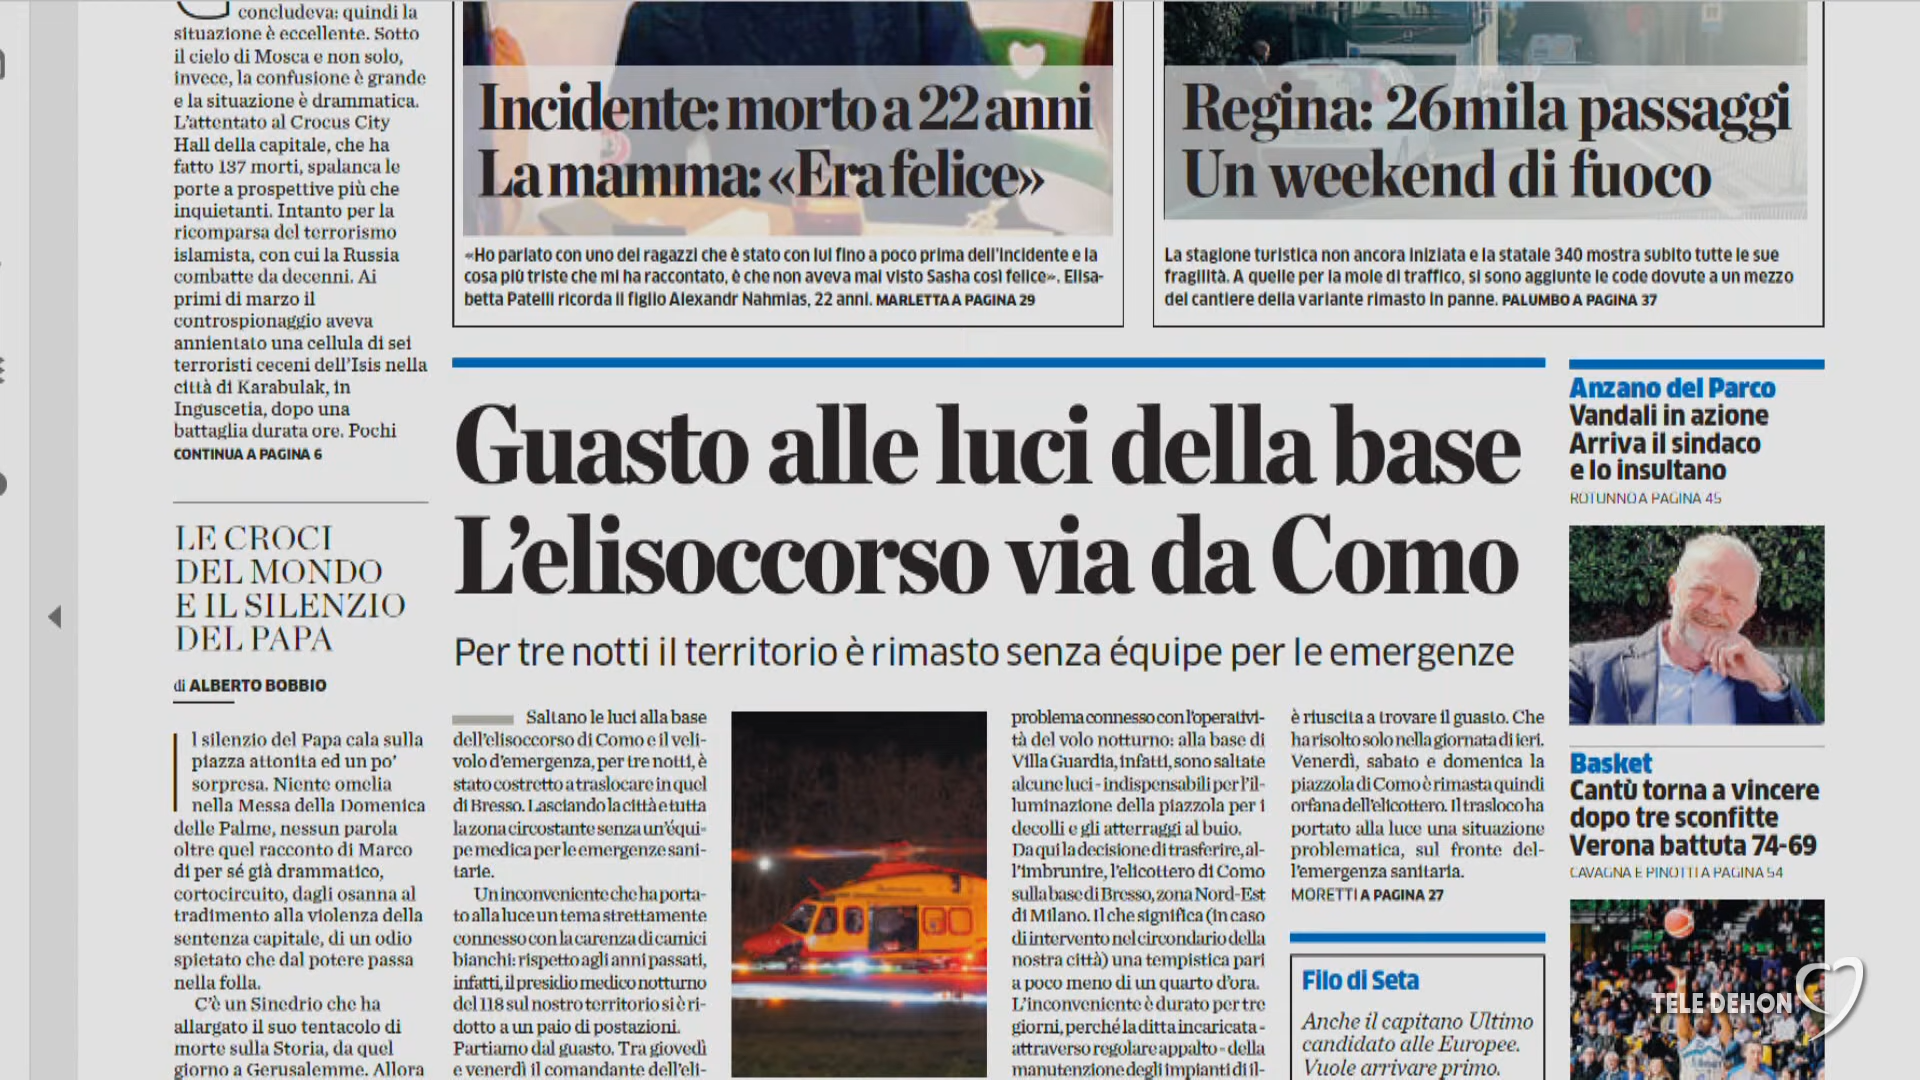 concludeva: quindi la
situazione è eccellente. Sotto
il cielo di Mosca e non solo,
invece, la confusione è grande
e la situazione è drammatica.
L'attentato al Crocus City
Hall della capitale, che ha
fatto 137 morti, spalanca le
porte a prospettive più che
inquietanti. Intanto per la
ricomparsa del terrorismo
islamista, con cui la Russia
combatte da decenni. Ai
primi di marzo il
controspionaggio aveva
annientato una cellula di sei
terroristi ceceni dell'Isis nella
città di Karabulak, in
Inguscetia, dopo una
battaglia durata ore. Pochi
CONTINUA A PAGINA 6
LE CROCI
DEL MONDO
E IL SILENZIO
DEL PAPA
di ALBERTO BOBBIO
Il silenzio del Papa cala sulla
piazza attonita ed un po'
sorpresa. Niente omelia
nella Messa della Domenica
delle Palme, nessun parola
oltre quel racconto di Marco
di per sé già drammatico,
cortocircuito, dagli osanna al
tradimento alla violenza della
sentenza capitale, di un odio
spietato che dal potere passa
nella folla.
C'è un Sinedrio che ha
allargato il suo tentacolo di
morte sulla Storia, da quel
giorno a Gerusalemme. Allora
Incidente: morto a 22 anni
La mamma: «Era felice»
«Ho parlato con uno dei ragazzi che è stato con lui fino a poco prima dell'incidente e la
cosa più triste che mi ha raccontato, è che non aveva mai visto Sasha così felice». Elisa-
betta Patelli ricorda il figlio Alexandr Nahmias, 22 anni. MARLETTA A PAGINA 29
Regina: 26mila passaggi
Un weekend di fuoco
La stagione turistica non ancora iniziata e la statale 340 mostra subito tutte le sue
fragilità. A quelle per la mole di traffico, si sono aggiunte le code dovute a un mezzo
del cantiere della variante rimasto in panne. PALUMBO A PAGINA 37
Guasto alle luci della base
L'elisoccorso via da Como
Per tre notti il territorio è rimasto senza équipe per le emergenze
Saltano le luci alla base
dell'elisoccorso di Como e il veli-
volo d'emergenza, per tre notti, è
stato costretto a traslocare in quel
di Bresso. Lasciando la città e tutta
la zona circostante senza un'équi-
pe medica per le emergenze sani-
tarie.
Un inconveniente che ha porta-
to alla luce un tema strettamente
connesso con la carenza di camici
bianchi: rispetto agli anni passati,
infatti, il presidio medico notturno
del 118 sul nostro territorio si è ri-
dotto a un paio di postazioni.
Partiamo dal guasto. Tra giovedì
e venerdì il comandante dell'eli-
problema connesso con l'operativi-
tà del volo notturno: alla base di
Villa Guardia, infatti, sono saltate
alcune luci - indispensabili per l'il-
luminazione della piazzola per i
decolli e gli atterraggi al buio.
Da qui la decisione di trasferire, al-
l'imbrunire, l'elicottero di Como
sulla base di Bresso, zona Nord-Est
di Milano. Il che significa (in caso
di intervento nel circondario della
nostra città) una tempistica pari
a poco meno di un quarto d'ora.
L'inconveniente è durato per tre
giorni, perché la ditta incaricata -
attraverso regolare appalto - della
manutenzione degli impianti di il-
è riuscita a trovare il guasto. Che
ha risolto solo nella giornata di ieri.
Venerdì, sabato e domenica la
piazzola di Como è rimasta quindi
orfana dell'elicottero. Il trasloco ha
portato alla luce una situazione
problematica, sul fronte del-
l'emergenza sanitaria.
MORETTI A PAGINA 27
Filo di Seta
Anche il capitano Ultimo
candidato alle Europee.
Vuole arrivare primo.
Anzano del Parco
Vandali in azione
Arriva il sindaco
e lo insultano
ROTUNNO A PAGINA 45
Basket
Cantù torna a vincere
dopo tre sconfitte
Verona battuta 74-69
CAVAGNA E PINOTTI A PAGINA 54
TELE DEHON